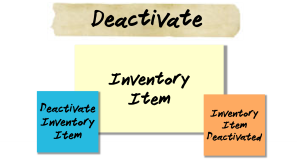 Deactivate
Inventory
Item
Deactivate
Inventory
Item
Inventory
Item
Deactivated